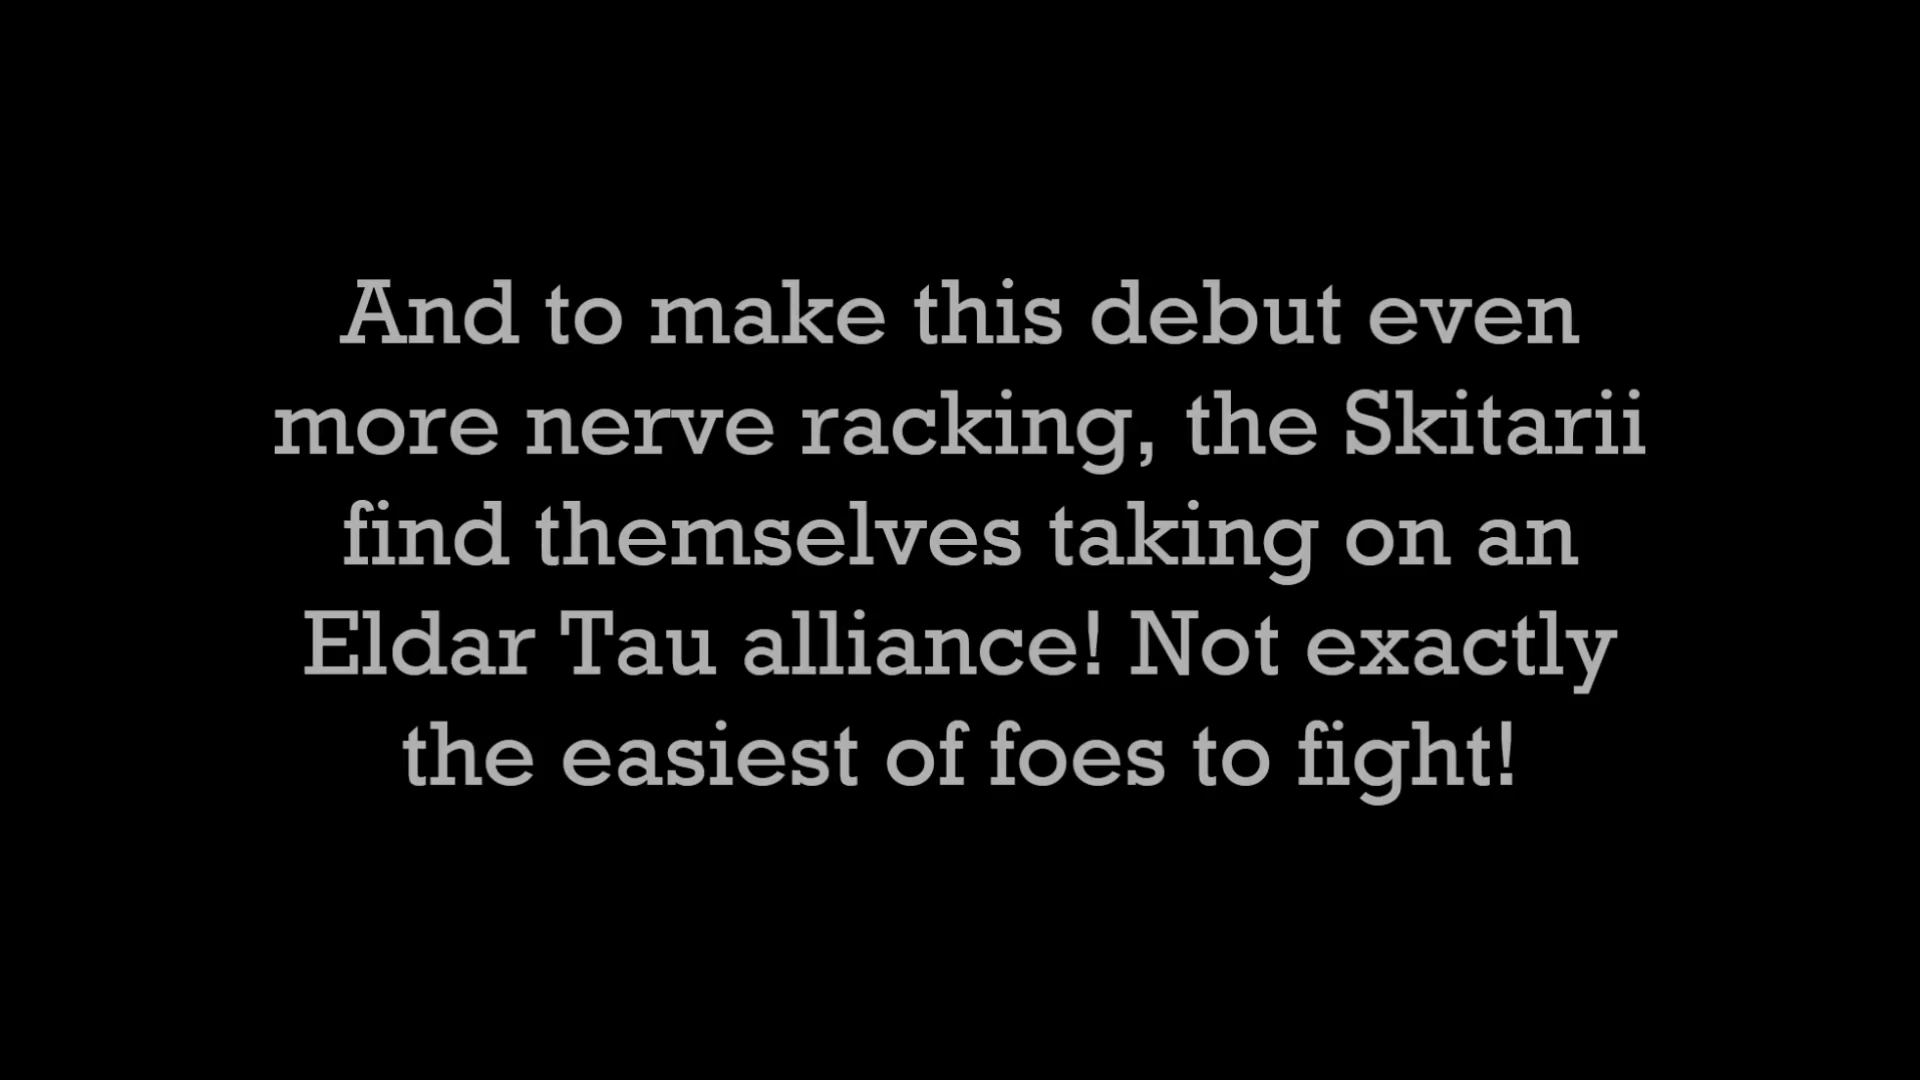 And to make this debut even
more nerve racking, the Skitarii
find themselves taking on an
Eldar Tau alliance! Not exactly
the easiest of foes to fight!